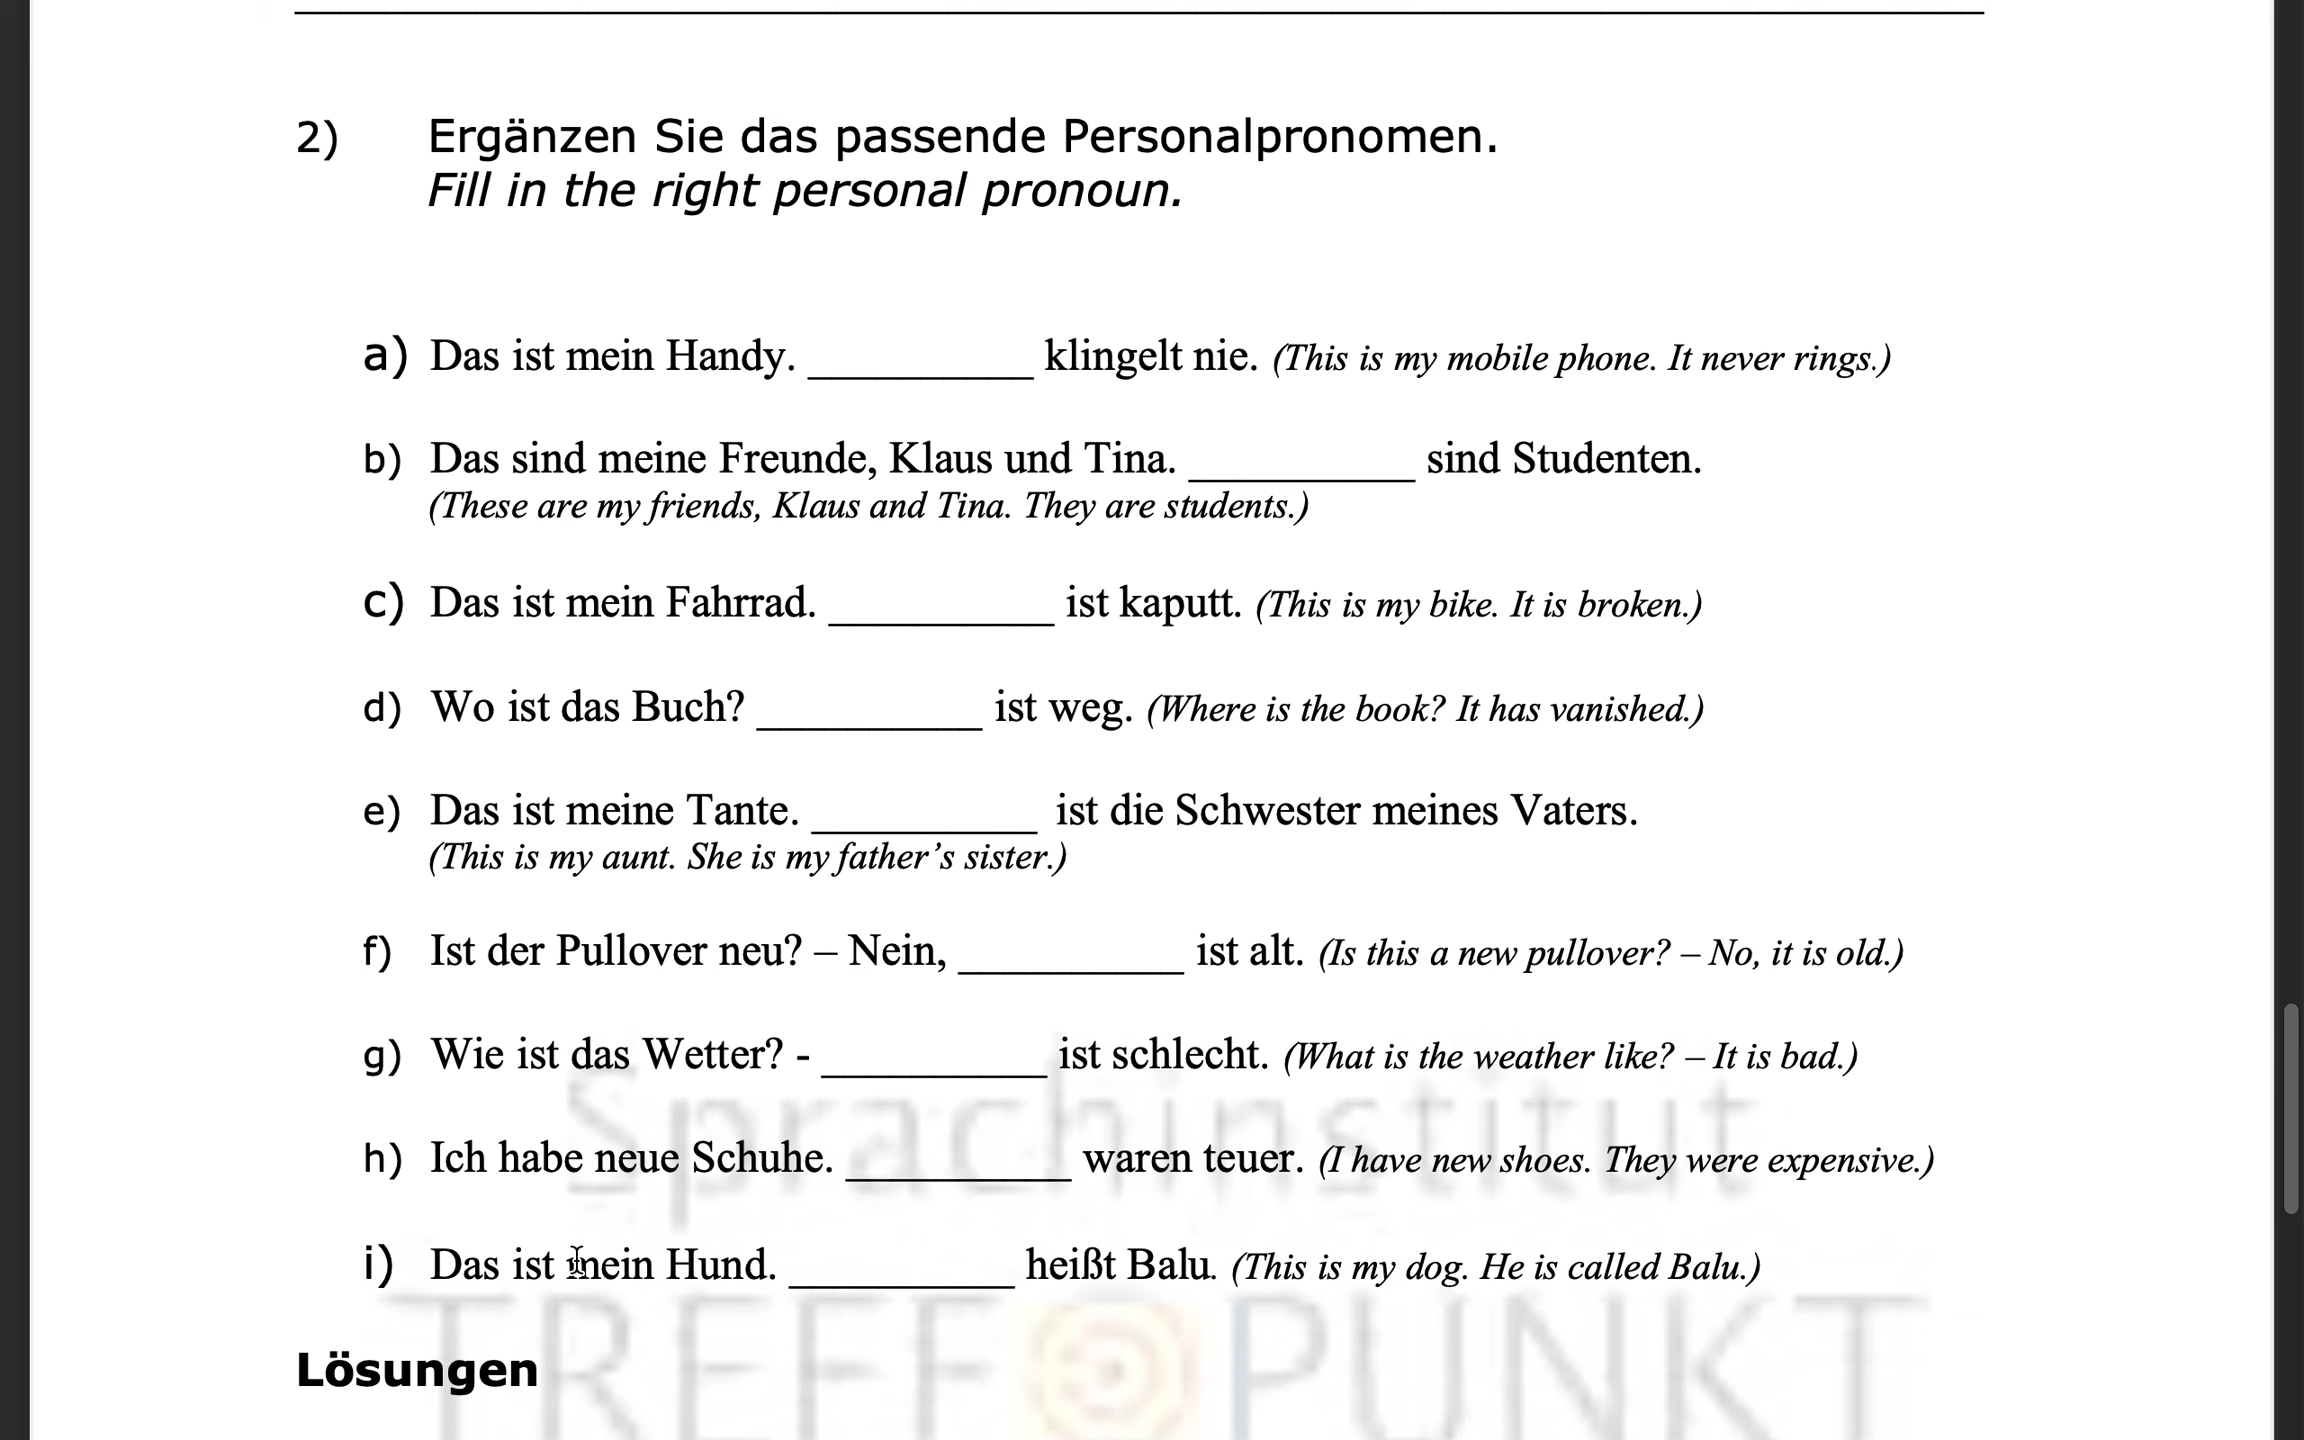 2) Ergänzen Sie das passende Personalpronomen.
Fill in the right personal pronoun.
a) Das ist mein Handy. __________ klingelt nie. (This is my mobile phone. It never rings.)
b) Das sind meine Freunde, Klaus und Tina. __________ sind Studenten.
(These are my friends, Klaus and Tina. They are students.)
c) Das ist mein Fahrrad. __________ ist kaputt. (This is my bike. It is broken.)
d) Wo ist das Buch? __________ ist weg. (Where is the book? It has vanished.)
e) Das ist meine Tante. __________ ist die Schwester meines Vaters.
(This is my aunt. She is my father’s sister.)
f) Ist der Pullover neu? – Nein, __________ ist alt. (Is this a new pullover? – No, it is old.)
g) Wie ist das Wetter? - __________ ist schlecht. (What is the weather like? – It is bad.)
Sprachinstitut
h) Ich habe neue Schuhe. __________ waren teuer. (I have new shoes. They were expensive.)
i) Das ist mein Hund. __________ heißt Balu. (This is my dog. He is called Balu.)
TREFF PUNKT
Lösungen